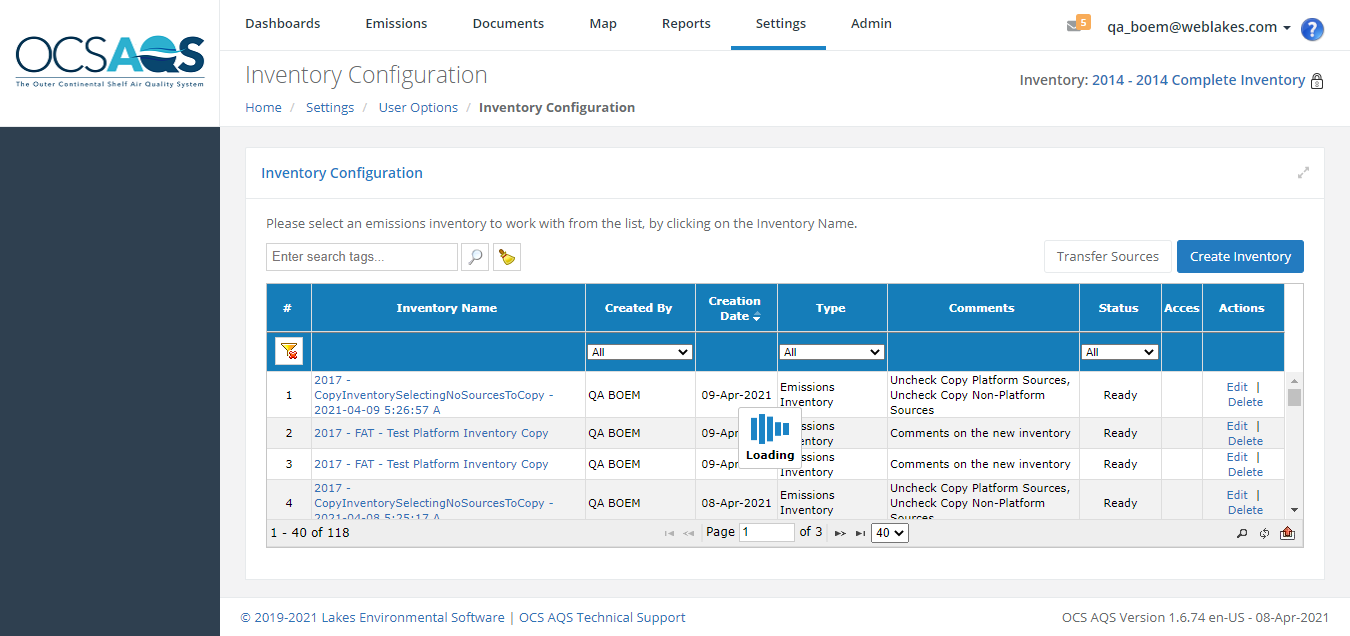 OCSAQS
The Outer Continental Shelf Air Quality System
Dashboards Emissions Documents Map Reports Settings Admin
5 qa_boem@weblakes.com ?
Inventory Configuration
Inventory: 2014 - 2014 Complete Inventory
Home / Settings / User Options / Inventory Configuration
Inventory Configuration
Please select an emissions inventory to work with from the list, by clicking on the Inventory Name.
Enter search tags...
Transfer Sources Create Inventory
# Inventory Name Created By Creation Date Type Comments Status Acces Actions
All All All
1 2017 - CopyInventorySelectingNoSourcesToCopy - 2021-04-09 5:26:57 A QA BOEM 09-Apr-2021 Emissions Inventory Uncheck Copy Platform Sources, Uncheck Copy Non-Platform Sources Ready Edit | Delete
2 2017 - FAT - Test Platform Inventory Copy QA BOEM 09-Apr ssions entory Comments on the new inventory Ready Edit | Delete
3 2017 - FAT - Test Platform Inventory Copy QA BOEM 09-Apr ssions Inventory Comments on the new inventory Ready Edit | Delete
Loading
4 2017 - CopyInventorySelectingNoSourcesToCopy - 2021-04-08 5:25:17 A QA BOEM 08-Apr-2021 Emissions Inventory Uncheck Copy Platform Sources, Uncheck Copy Non-Platform Sources Ready Edit | Delete
1 - 40 of 118 Page 1 of 3 40
© 2019-2021 Lakes Environmental Software | OCS AQS Technical Support
OCS AQS Version 1.6.74 en-US - 08-Apr-2021